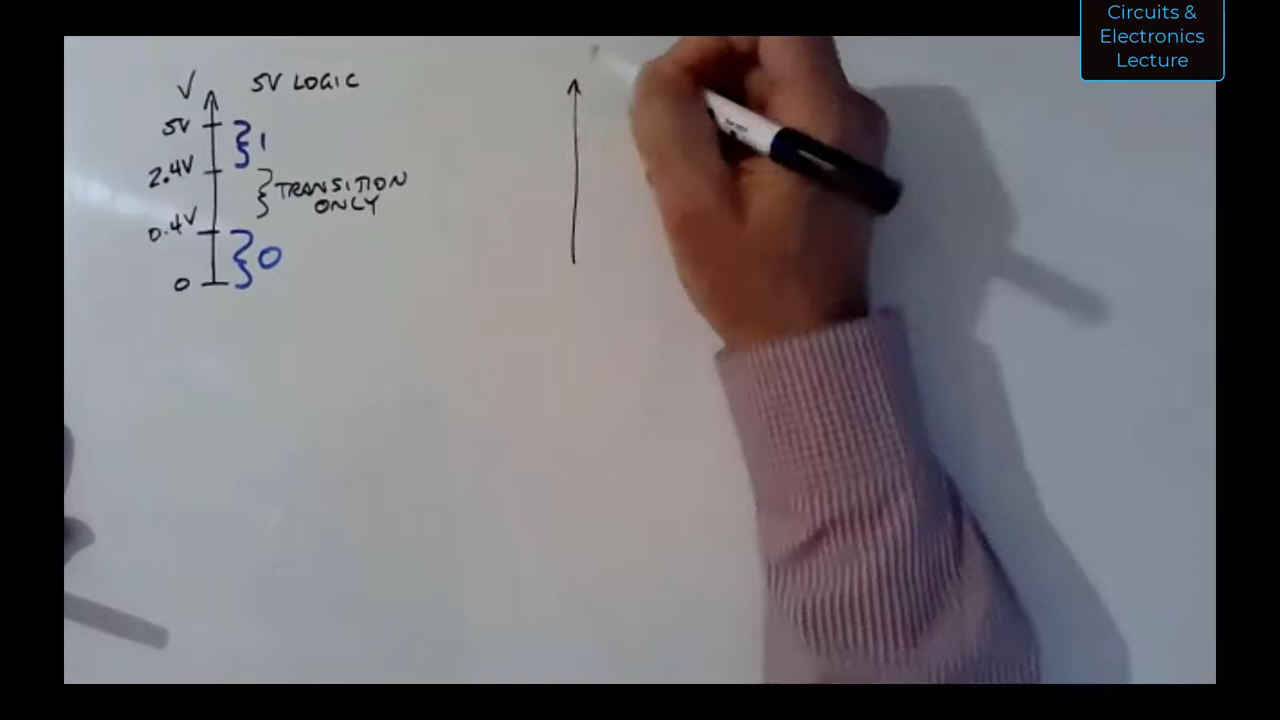 Circuits &
Electronics
Lecture
V 5V LOGIC
5V
} 1
2.4V
} TRANSITION
ONLY
0.4V
} 0
0